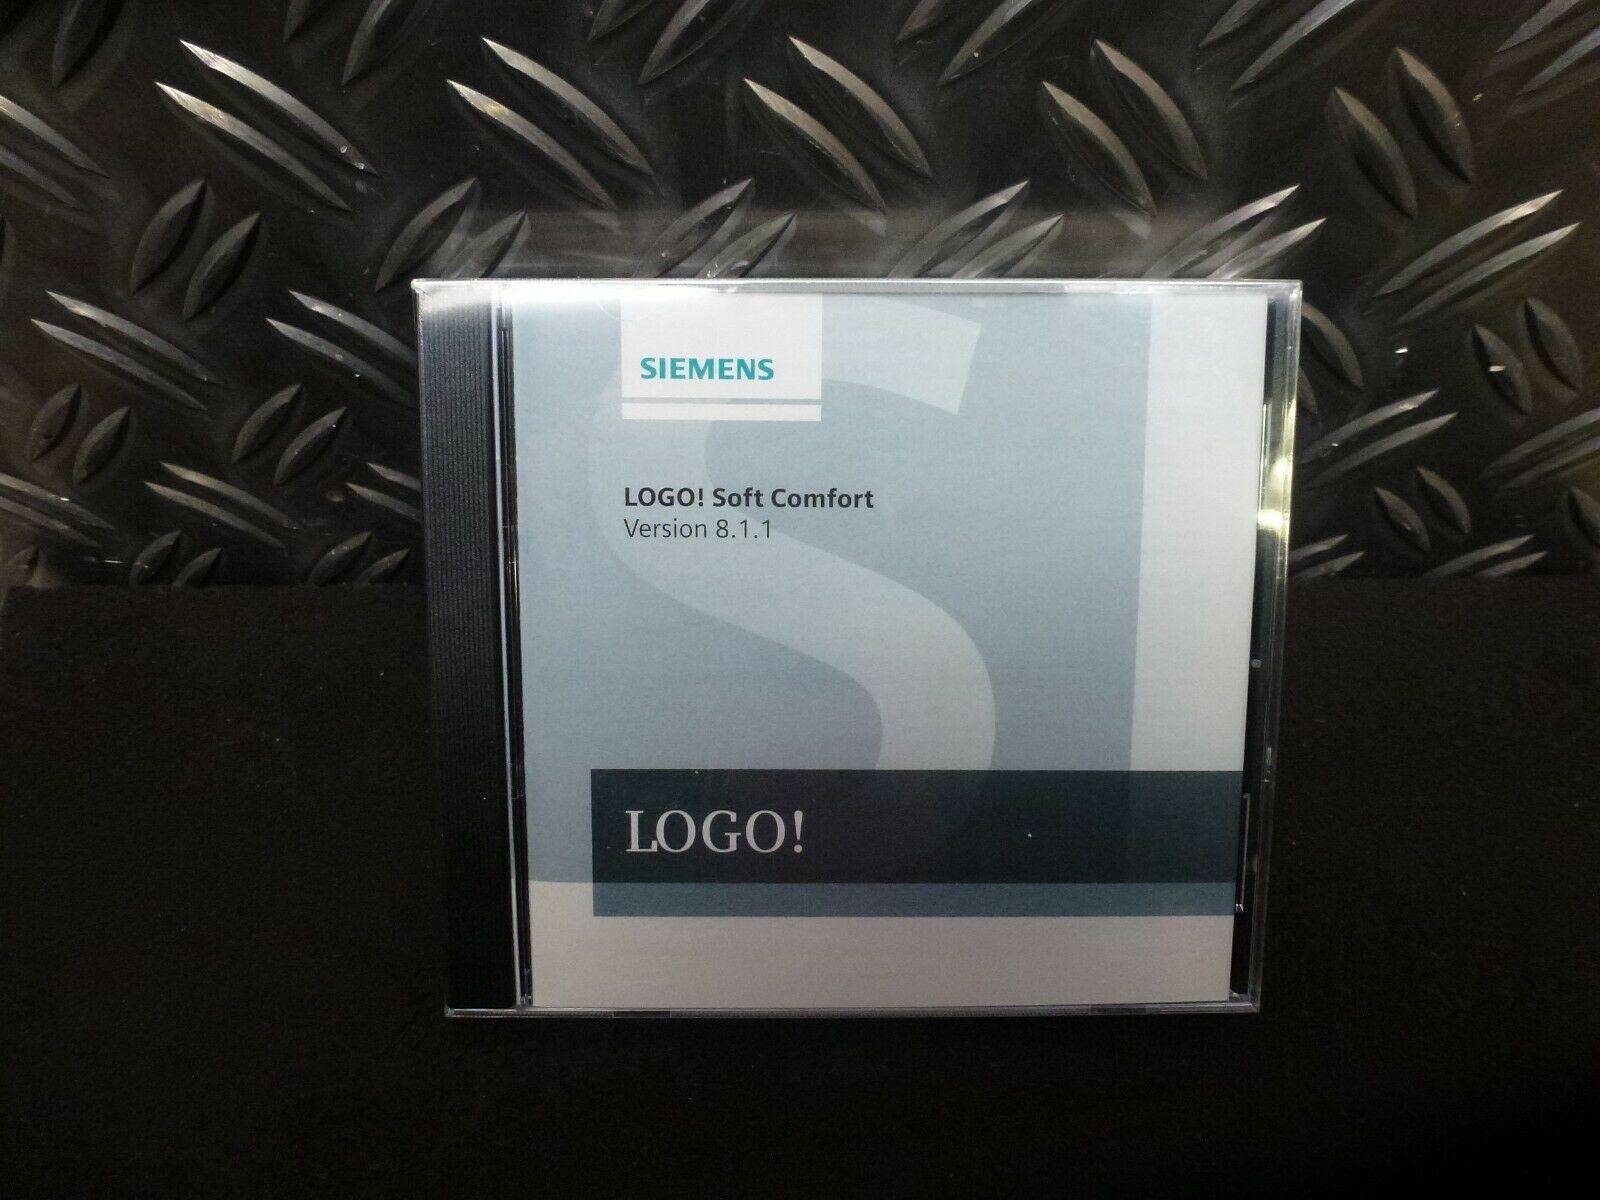 SIEMENS
LOGO! Soft Comfort
Version 8.1.1
LOGO!